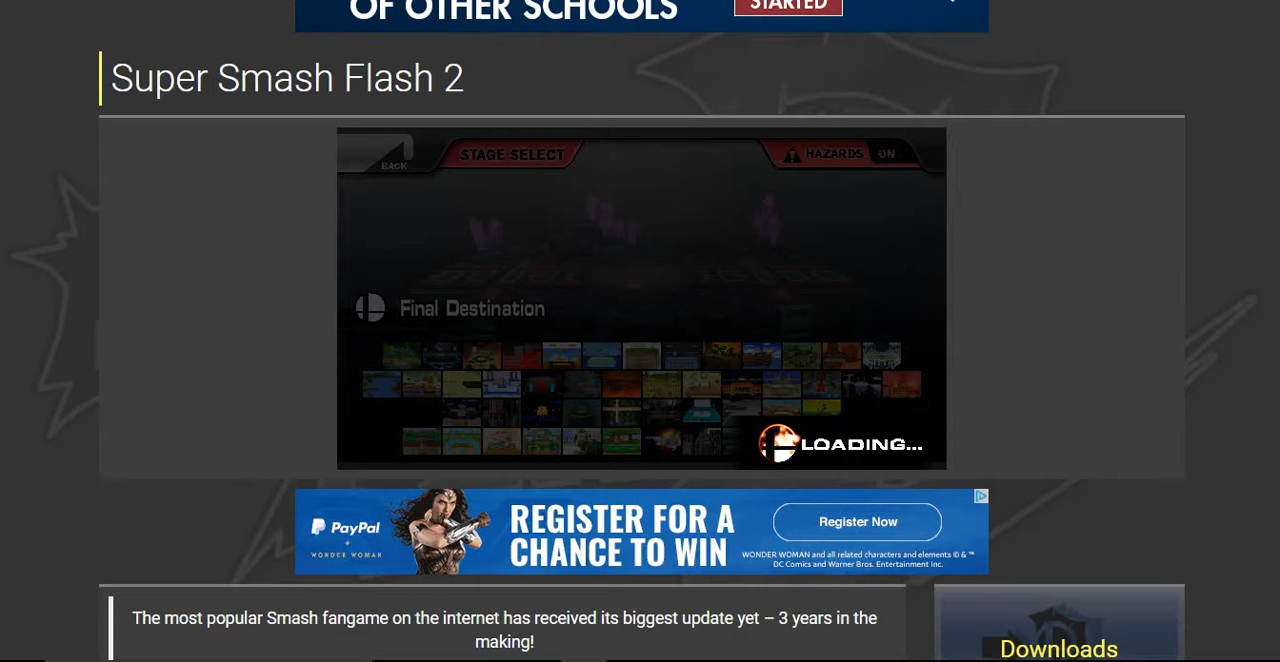 OF OTHER SCHOOLS
STARTED
Super Smash Flash 2
BACK
STAGE SELECT
HAZARDS ON
Final Destination
LOADING...
PayPal
+
WONDER WOMAN
REGISTER FOR A
CHANCE TO WIN
Register Now
WONDER WOMAN and all related characters and elements © & ™
DC Comics and Warner Bros. Entertainment Inc.
The most popular Smash fangame on the internet has received its biggest update yet – 3 years in the
making!
Downloads